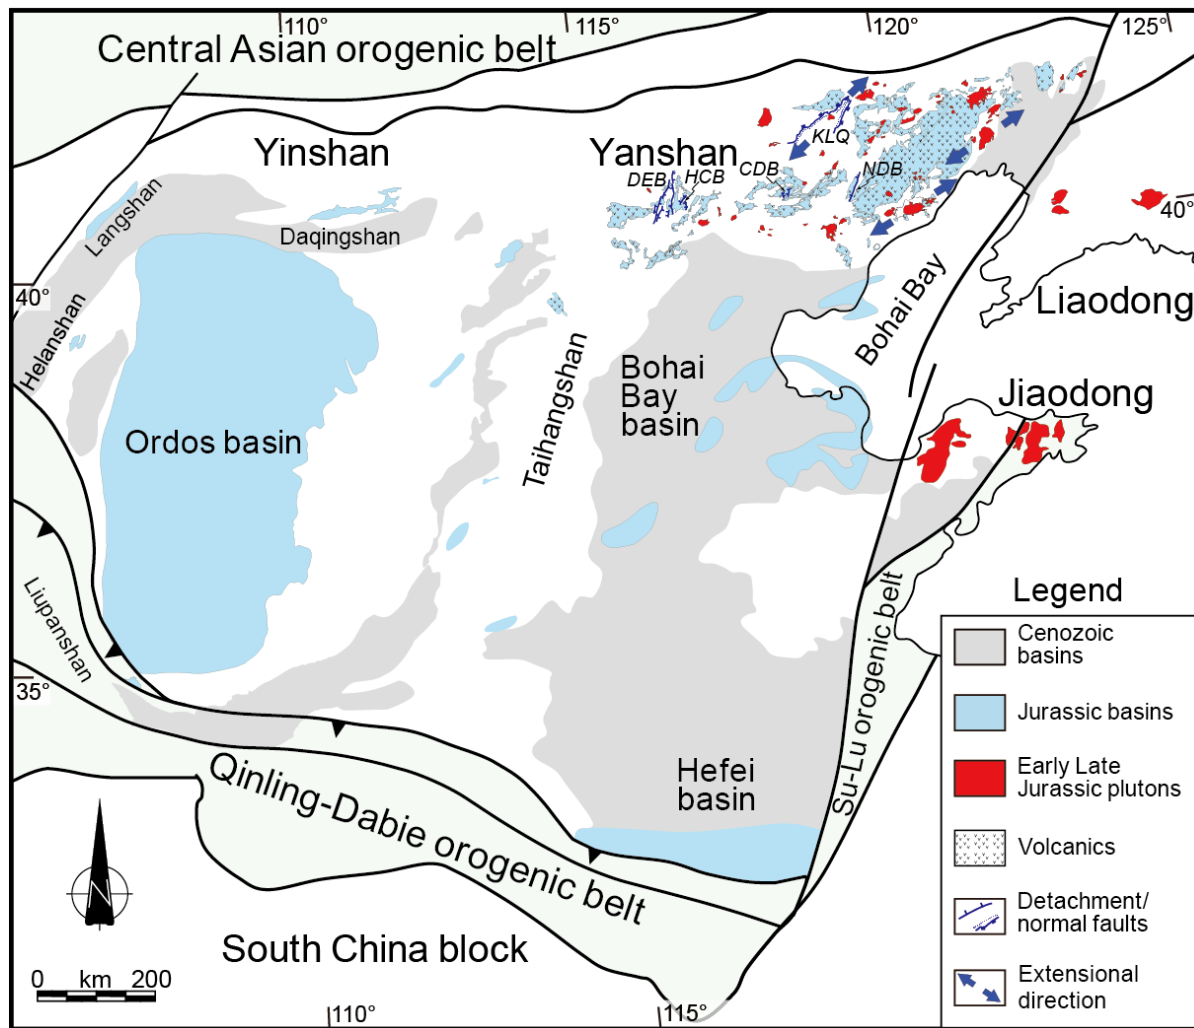 110°
115°
120°
125°
Central Asian orogenic belt
Yinshan
Yanshan
KLQ
DEB
HCB
CDB
NDB
40°
Langshan
Daqingshan
40°
Helanshan
Bohai Bay
Liaodong
Bohai
Bay
basin
Taihangshan
Jiaodong
Ordos basin
Liupanshan
35°
Su-Lu orogenic belt
Hefei
basin
Qinling-Dabie orogenic belt
South China block
N
0 km 200
110°
115°
Legend
Cenozoic
basins
Jurassic basins
Early Late
Jurassic plutons
Volcanics
Detachment/
normal faults
Extensional
direction